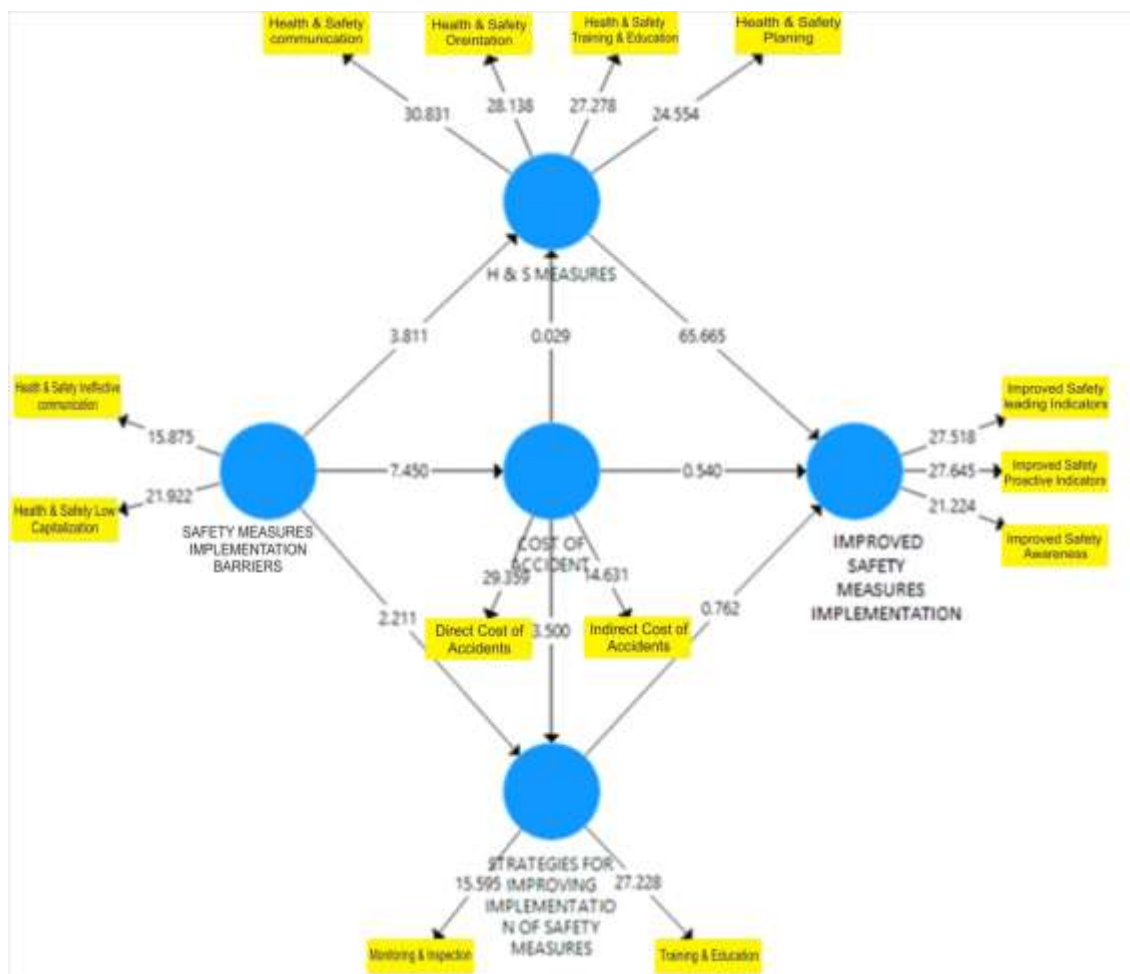 Health & Safety
communication
Health & Safety
Oreintation
Health & Safety
Training & Education
Health & Safety
Planing
30.831
28.138
27.278
24.554
H & S MEASURES
3.811
0.029
65.665
Health & Safety Ineffective
communication
15.875
21.922
Health & Safely Low
Capitalization
SAFETY MEASURES
IMPLEMENTATION
BARRIERS
7.450
0.540
Improved Safety
leading Indicators
27.518
Improved Safety
Proactive Indicators
27.645
21.224
Improved Safety
Awareness
COST OF
ACCIDENT
29.359
14.631
IMPROVED
SAFETY
MEASURES
IMPLEMENTATION
2.211
0.762
Direct Cost of
Accidents
3.500
Indirect Cost of
Accidents
STRATEGIES FOR
IMPROVING
IMPLEMENTATIO
N OF SAFETY
MEASURES
15.595
27.228
Monitoring & Inspection
Training & Education